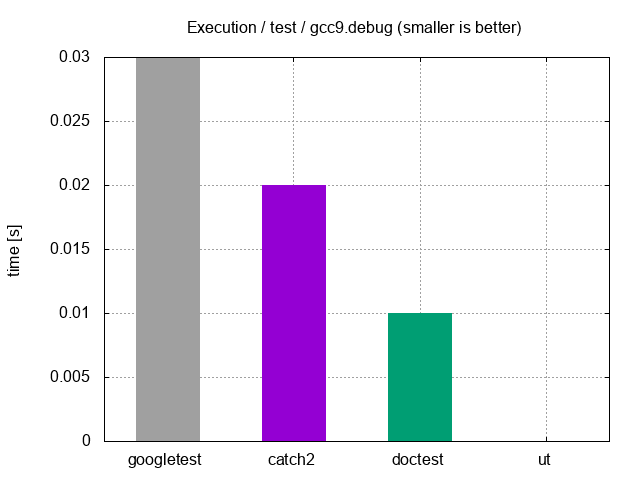 Execution / test / gcc9.debug (smaller is better)
0.03
0.025
0.02
0.015
0.01
0.005
0
time [s]
googletest catch2 doctest ut